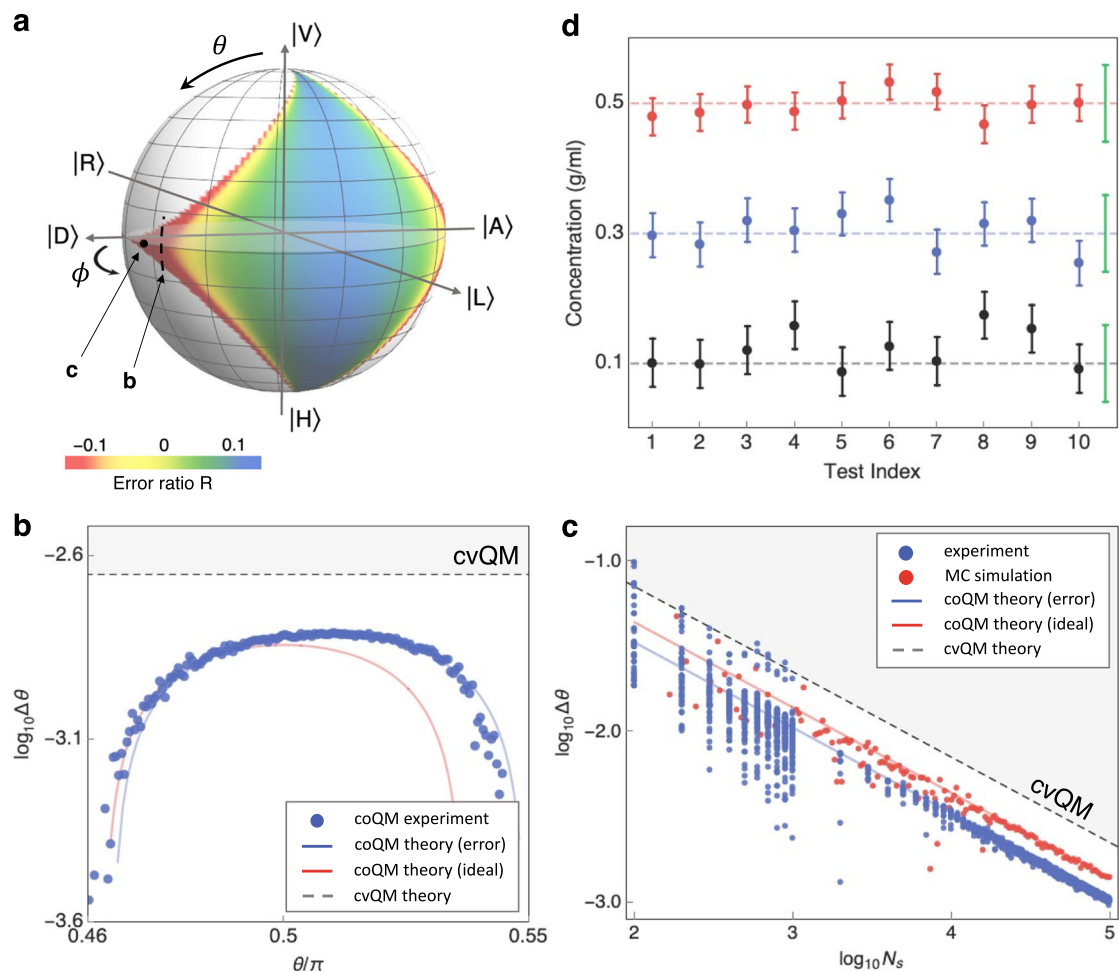 a
θ
|V⟩
|R⟩
|D⟩
|A⟩
ϕ
|L⟩
c
b
|H⟩
−0.1 0 0.1
Error ratio R
d
Concentration (g/ml)
0.5
0.3
0.1
1 2 3 4 5 6 7 8 9 10
Test Index
b
log₁₀Δθ
−2.6
−3.1
−3.6
cvQM
coQM experiment
coQM theory (error)
coQM theory (ideal)
cvQM theory
0.46 0.5 0.55
θ/π
c
log₁₀Δθ
−1.0
−2.0
−3.0
experiment
MC simulation
coQM theory (error)
coQM theory (ideal)
cvQM theory
cvQM
2 3 4 5
log₁₀Nₛ